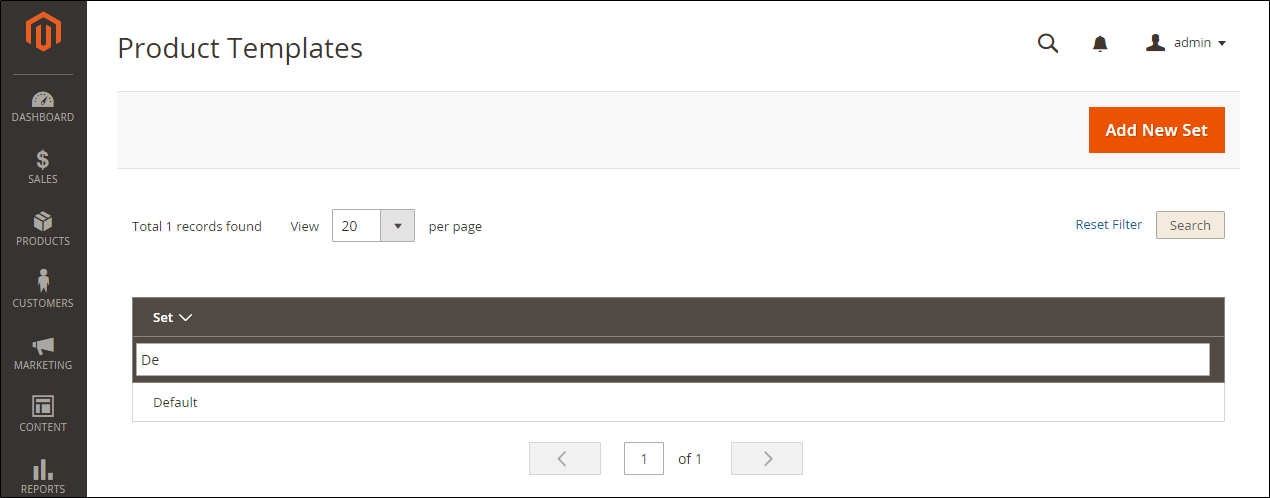 Product Templates
admin
DASHBOARD
Add New Set
SALES
PRODUCTS
Total 1 records found View 20 per page
Reset Filter Search
CUSTOMERS
Set
MARKETING
De
Default
CONTENT
1 of 1
REPORTS